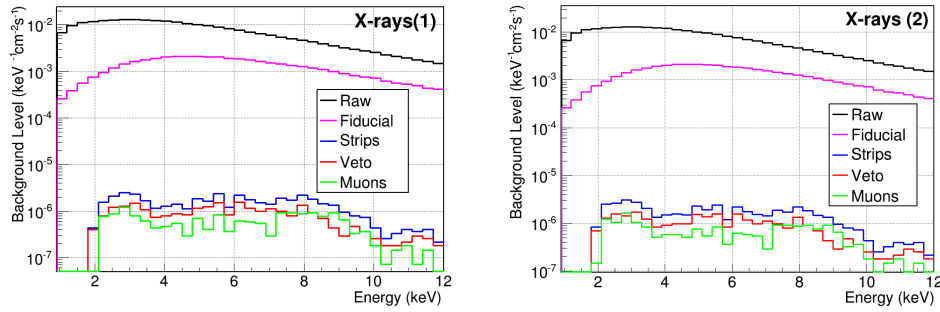 X-rays(1)
Background Level (keV⁻¹cm⁻²s⁻¹)
10⁻²
10⁻³
10⁻⁴
10⁻⁵
10⁻⁶
10⁻⁷
Raw
Fiducial
Strips
Veto
Muons
2 4 6 8 10 12
Energy (keV)
X-rays (2)
Background Level (keV⁻¹cm⁻²s⁻¹)
10⁻²
10⁻³
10⁻⁴
10⁻⁵
10⁻⁶
10⁻⁷
Raw
Fiducial
Strips
Veto
Muons
2 4 6 8 10 12
Energy (keV)